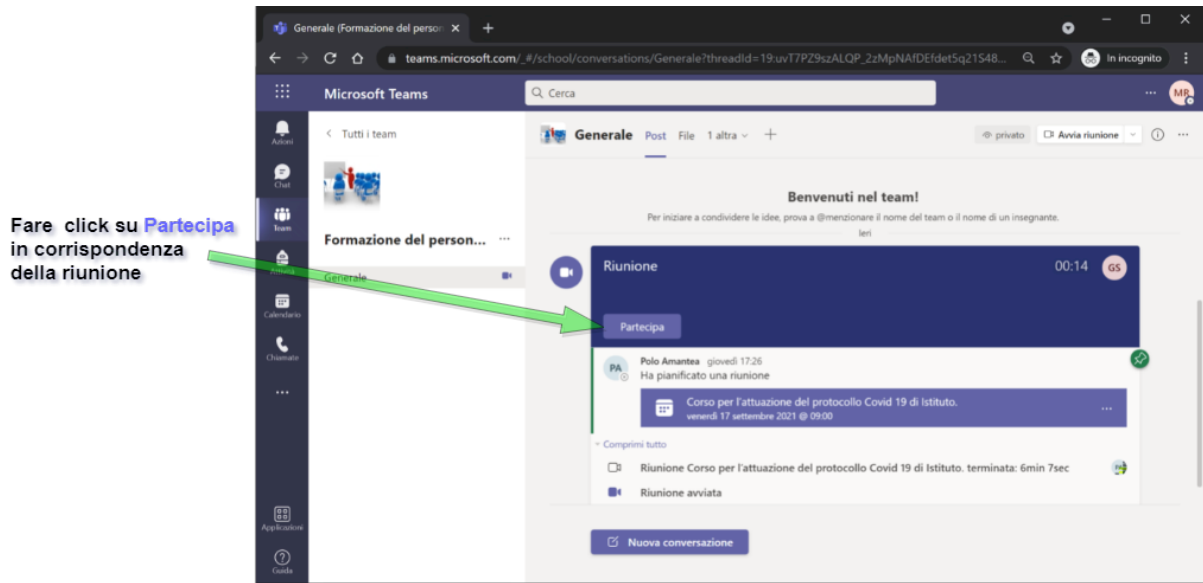 Fare click su Partecipa
in corrispondenza
della riunione
Generale (Formazione del person
In incognito
teams.microsoft.com/_#/school/conversations/Generale?threadId=19:uvT7PZ9szALQP_2zMpNAfDEfdet5q21S48...
Microsoft Teams
Cerca
MR
Azioni
Chat
Team
Attività
Calendario
Chiamate
Applicazioni
Guida
Tutti i team
Formazione del person...
Generale
Generale Post File 1 altra
privato
Avvia riunione
Benvenuti nel team!
Per iniziare a condividere le idee, prova a @menzionare il nome del team o il nome di un insegnante.
Ieri
Riunione
00:14 GS
Partecipa
PA
Polo Amantea giovedì 17:26
Ha pianificato una riunione
Corso per l'attuazione del protocollo Covid 19 di Istituto.
venerdì 17 settembre 2021 @ 09:00
Comprimi tutto
Riunione Corso per l'attuazione del protocollo Covid 19 di Istituto. terminata: 6min 7sec
Riunione avviata
Nuova conversazione